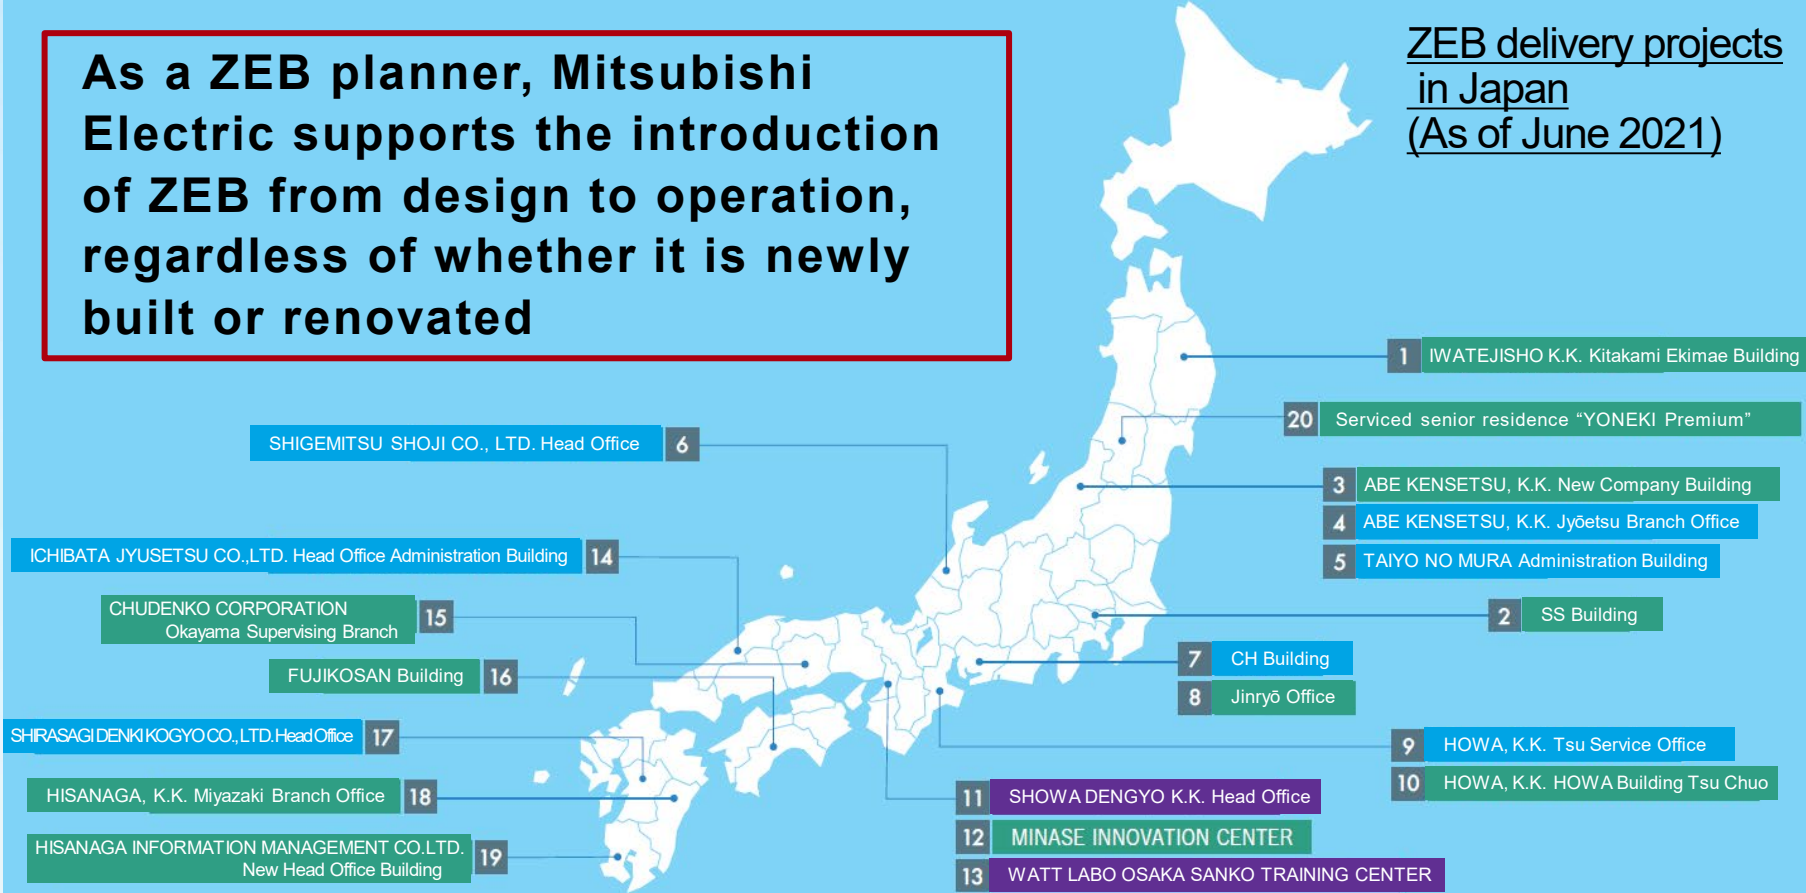 As a ZEB planner, Mitsubishi
Electric supports the introduction
of ZEB from design to operation,
regardless of whether it is newly
built or renovated
ZEB delivery projects
in Japan
(As of June 2021)
1 IWATEJISHO K.K. Kitakami Ekimae Building
20 Serviced senior residence “YONEKI Premium”
SHIGEMITSU SHOJI CO., LTD. Head Office 6
3 ABE KENSETSU, K.K. New Company Building
4 ABE KENSETSU, K.K. Jyōetsu Branch Office
5 TAIYO NO MURA Administration Building
ICHIBATA JYUSETSU CO.,LTD. Head Office Administration Building 14
CHUDENKO CORPORATION
Okayama Supervising Branch 15
2 SS Building
FUJIKOSAN Building 16
7 CH Building
8 Jinryō Office
SHIRASAGI DENKI KOGYO CO., LTD. Head Office 17
9 HOWA, K.K. Tsu Service Office
10 HOWA, K.K. HOWA Building Tsu Chuo
HISANAGA, K.K. Miyazaki Branch Office 18
11 SHOWA DENGYO K.K. Head Office
12 MINASE INNOVATION CENTER
13 WATT LABO OSAKA SANKO TRAINING CENTER
HISANAGA INFORMATION MANAGEMENT CO.LTD.
New Head Office Building 19